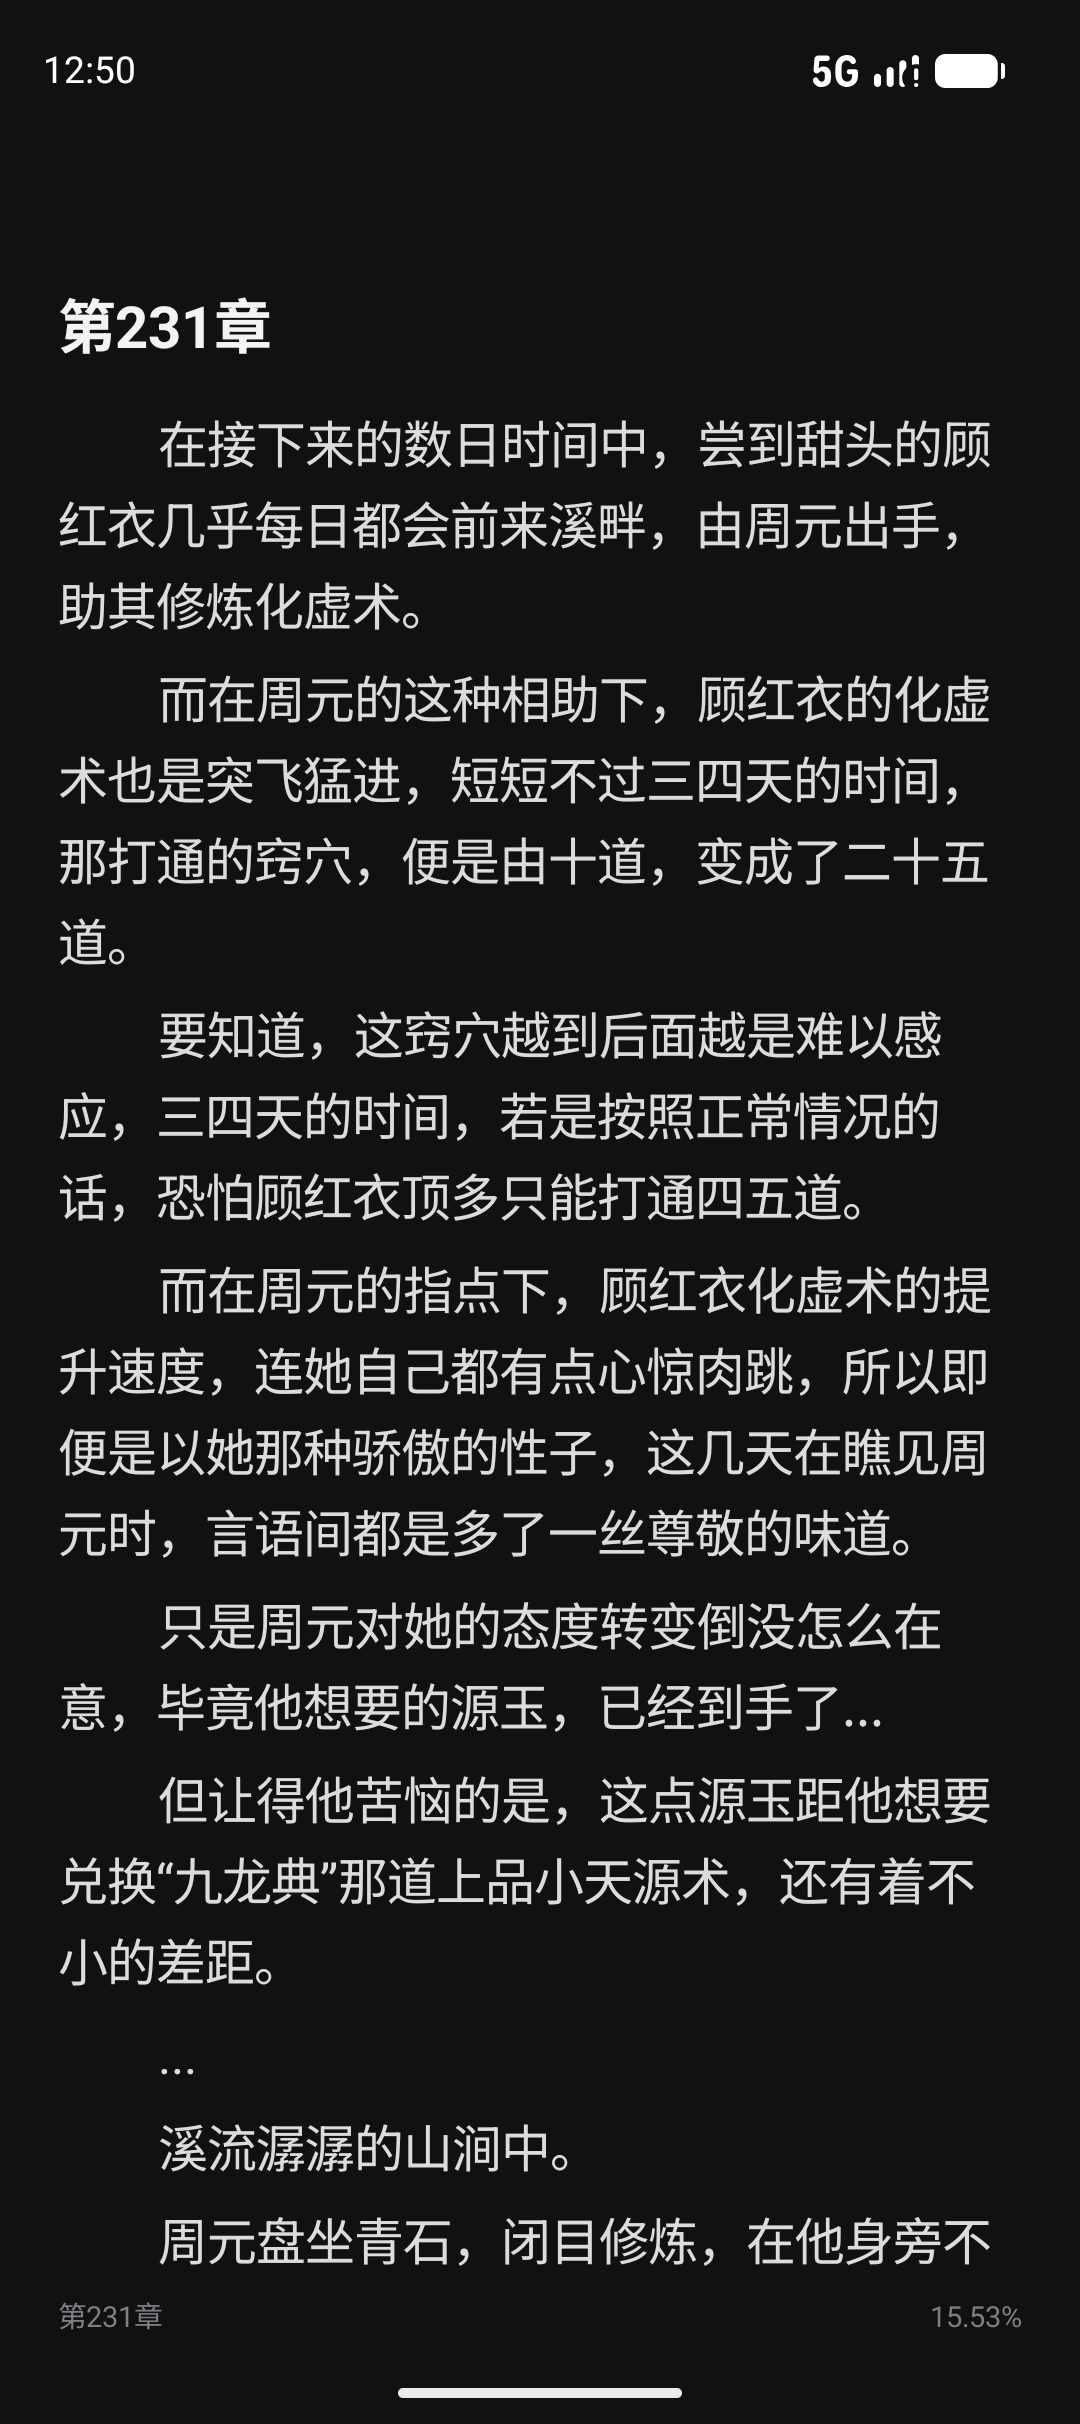 12:50
5G
第231章
在接下来的数日时间中，尝到甜头的顾
红衣几乎每日都会前来溪畔，由周元出手，
助其修炼化虚术。
而在周元的这种相助下，顾红衣的化虚
术也是突飞猛进，短短不过三四天的时间，
那打通的窍穴，便是由十道，变成了二十五
道。
要知道，这窍穴越到后面越是难以感
应，三四天的时间，若是按照正常情况的
话，恐怕顾红衣顶多只能打通四五道。
而在周元的指点下，顾红衣化虚术的提
升速度，连她自己都有点心惊肉跳，所以即
便是以她那种骄傲的性子，这几天在瞧见周
元时，言语间都是多了一丝尊敬的味道。
只是周元对她的态度转变倒没怎么在
意，毕竟他想要的源玉，已经到手了...
但让得他苦恼的是，这点源玉距他想要
兑换“九龙典”那道上品小天源术，还有着不
小的差距。
...
溪流潺潺的山涧中。
周元盘坐青石，闭目修炼，在他身旁不
第231章
15.53%